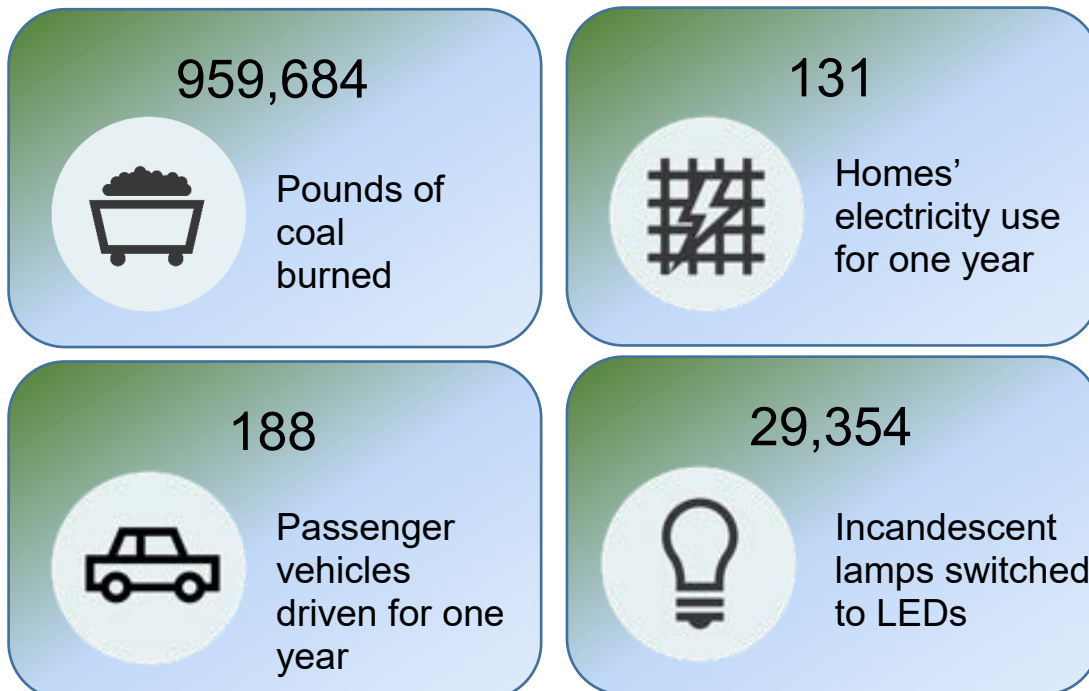 959,684
Pounds of
coal
burned
131
Homes’
electricity use
for one year
188
Passenger
vehicles
driven for one
year
29,354
Incandescent
lamps switched
to LEDs